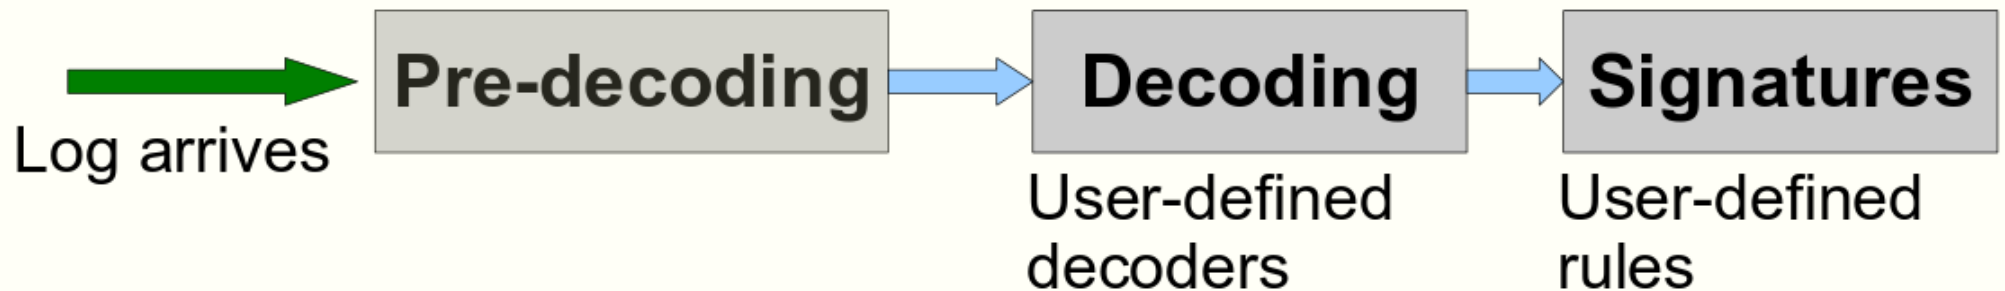 Pre-decoding
Decoding
Signatures
Log arrives
User-defined
decoders
User-defined
rules